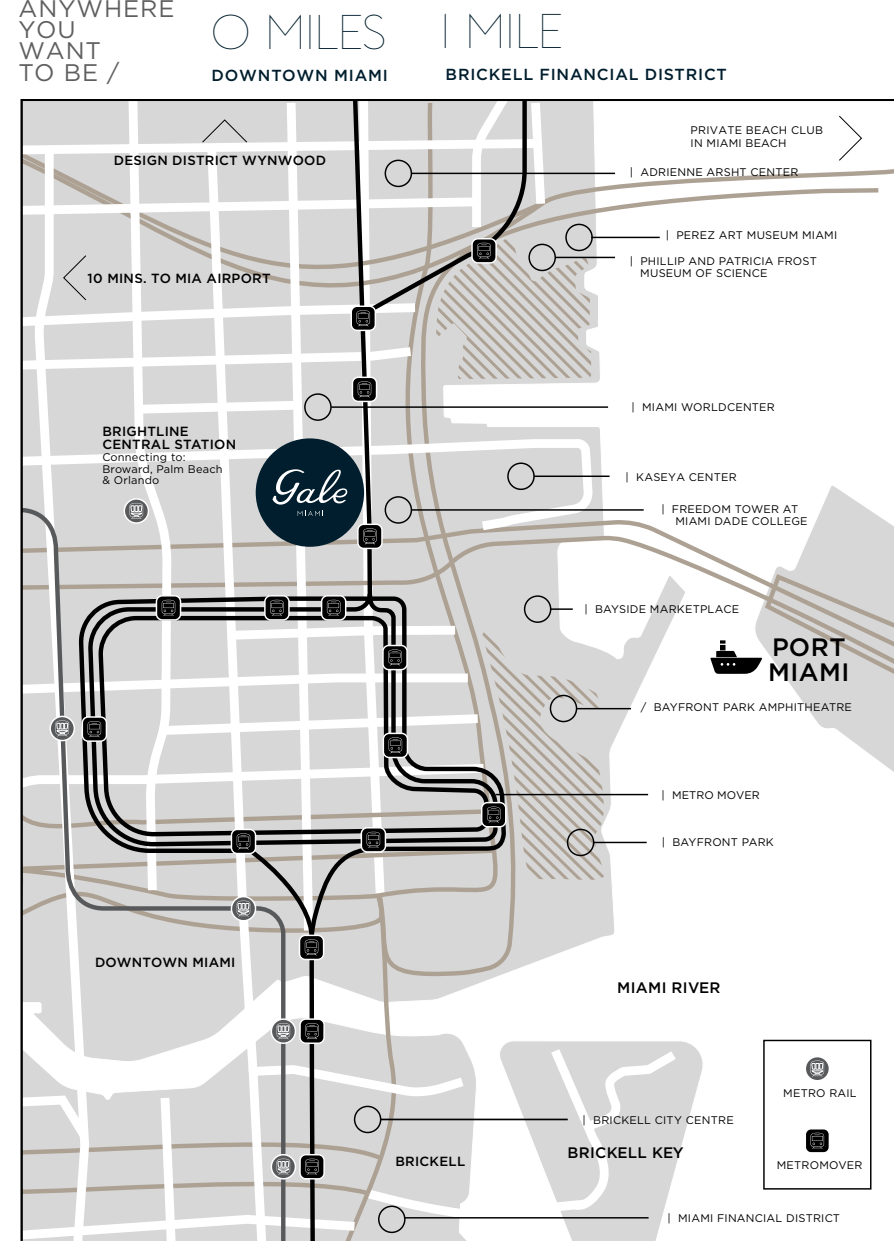 ANYWHERE
YOU
WANT
TO BE /
0 MILES
DOWNTOWN MIAMI
1 MILE
BRICKELL FINANCIAL DISTRICT
PRIVATE BEACH CLUB
IN MIAMI BEACH
DESIGN DISTRICT WYNWOOD
| ADRIENNE ARSHT CENTER
| PEREZ ART MUSEUM MIAMI
| PHILLIP AND PATRICIA FROST
MUSEUM OF SCIENCE
10 MINS. TO MIA AIRPORT
| MIAMI WORLDCENTER
BRIGHTLINE
CENTRAL STATION
Connecting to:
Broward, Palm Beach
& Orlando
Gale
MIAMI
| KASEYA CENTER
| FREEDOM TOWER AT
MIAMI DADE COLLEGE
| BAYSIDE MARKETPLACE
PORT
MIAMI
/ BAYFRONT PARK AMPHITHEATRE
| METRO MOVER
| BAYFRONT PARK
DOWNTOWN MIAMI
MIAMI RIVER
METRO RAIL
| BRICKELL CITY CENTRE
BRICKELL
BRICKELL KEY
METROMOVER
| MIAMI FINANCIAL DISTRICT